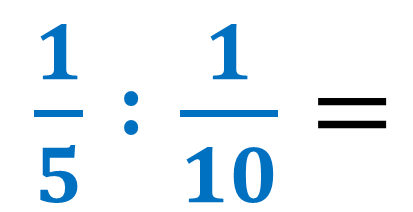 1/5 : 1/10 =